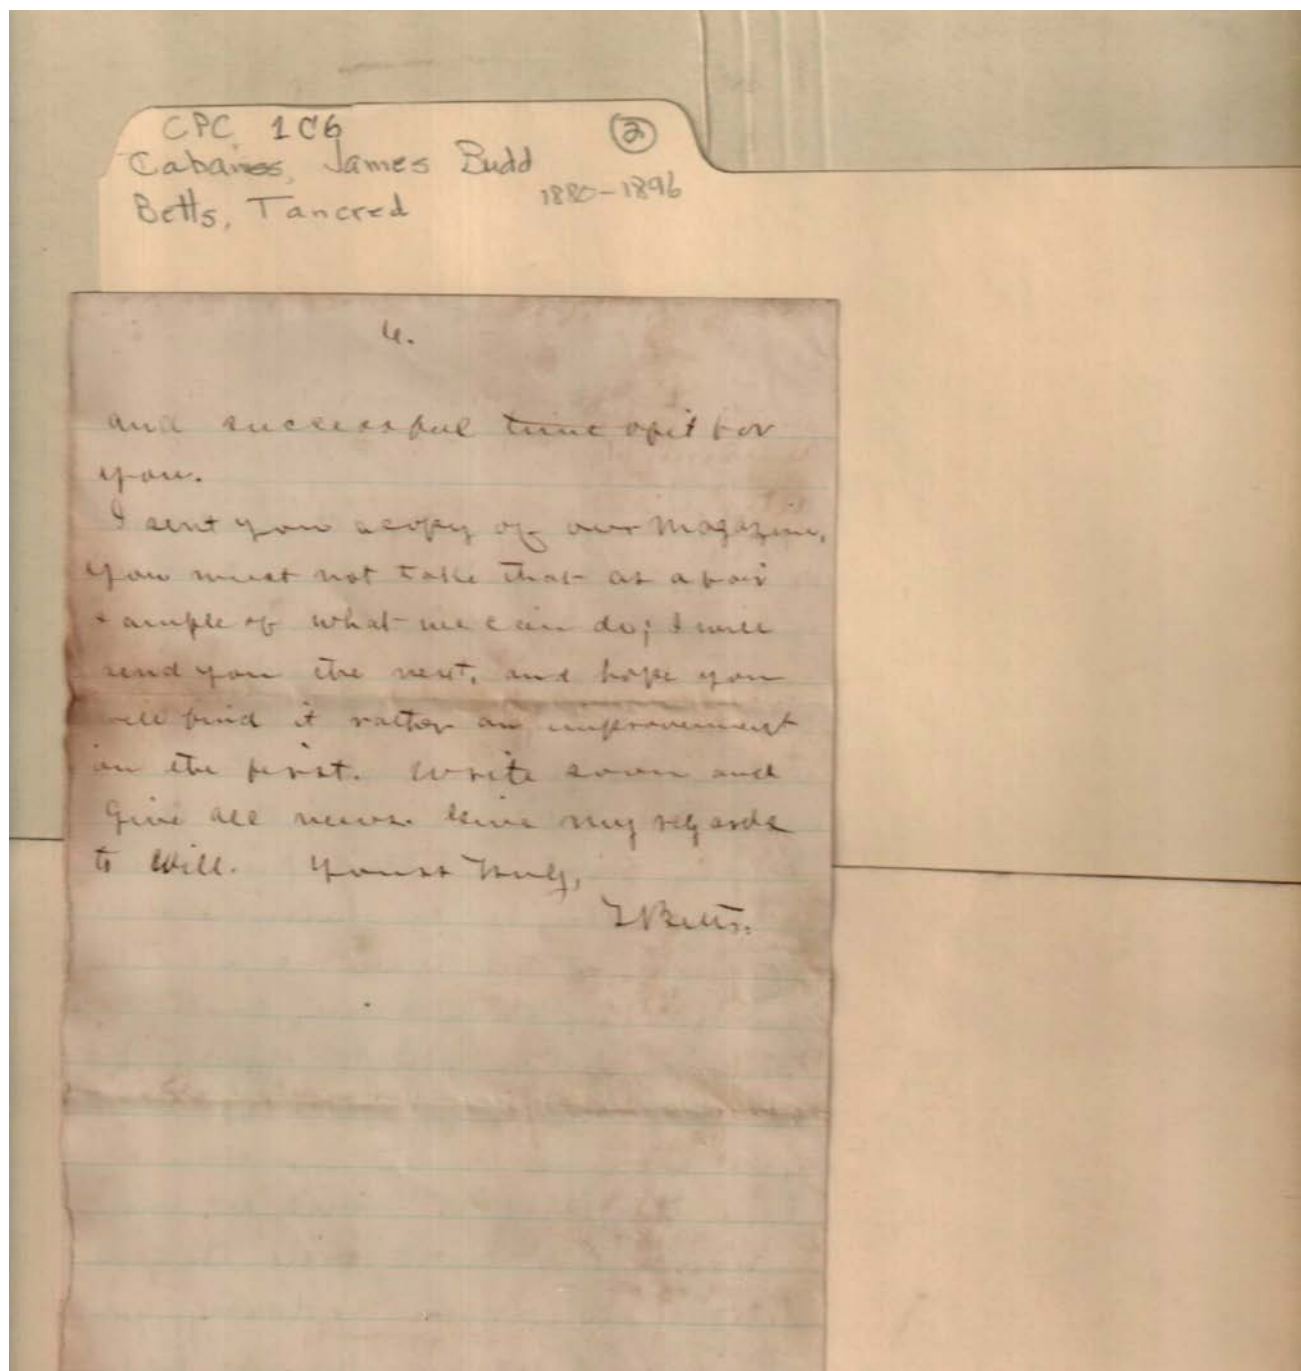 CPC 1C6 ②
Cabaniss, James Budd
1880-1896
Betts, Tancred
4.
and successful time of it for
you.
I sent you a copy of our Magazine,
You must not take that as a fair
sample of what we can do; I will
send you the next, and hope you
will find it rather an improvement
on the first. Write soon and
Give all news. Give my regards
to Will. Yours Truly,
T Betts.